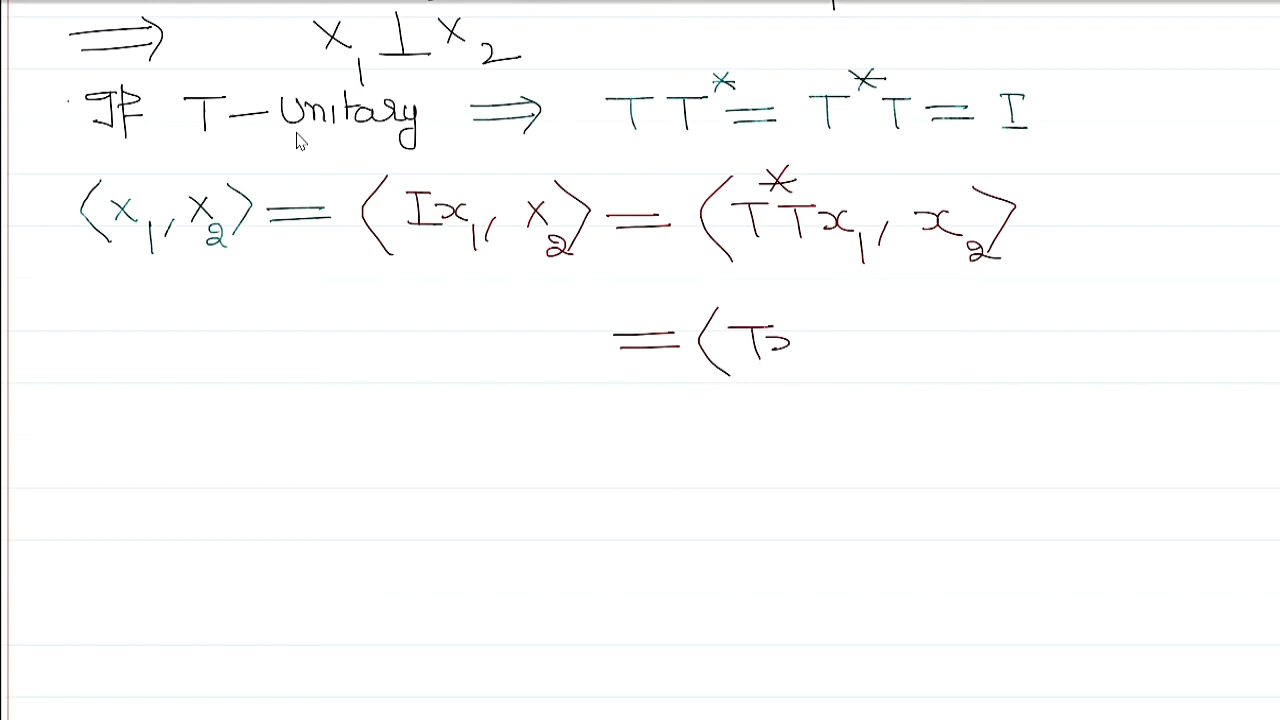 ⟹ x₁ ⊥ x₂
If T – Unitary ⟹ TT* = T*T = I
⟨x₁, x₂⟩ = ⟨Ix₁, x₂⟩ = ⟨T*Tx₁, x₂⟩
= ⟨T